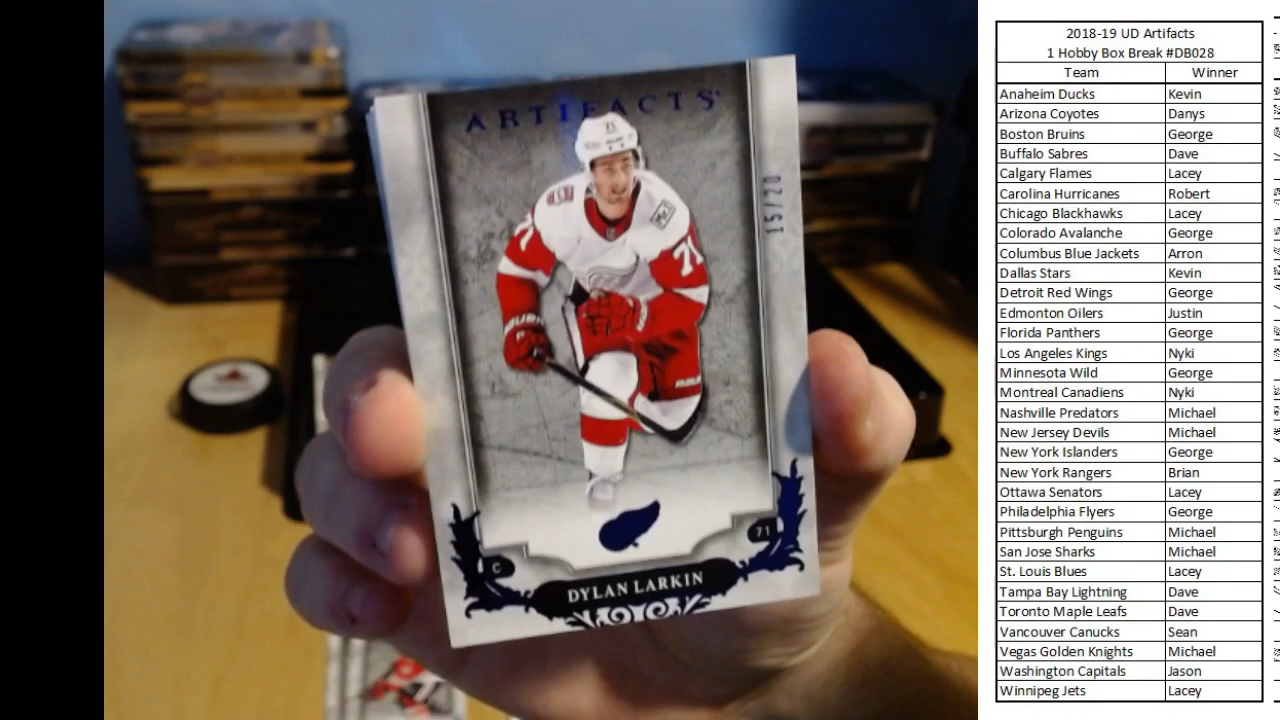 ARTIFACTS
71
15/20
71
71
71
C
DYLAN LARKIN
2018-19 UD Artifacts
1 Hobby Box Break #DB028
Team Winner
Anaheim Ducks Kevin
Arizona Coyotes Danys
Boston Bruins George
Buffalo Sabres Dave
Calgary Flames Lacey
Carolina Hurricanes Robert
Chicago Blackhawks Lacey
Colorado Avalanche George
Columbus Blue Jackets Arron
Dallas Stars Kevin
Detroit Red Wings George
Edmonton Oilers Justin
Florida Panthers George
Los Angeles Kings Nyki
Minnesota Wild George
Montreal Canadiens Nyki
Nashville Predators Michael
New Jersey Devils Michael
New York Islanders George
New York Rangers Brian
Ottawa Senators Lacey
Philadelphia Flyers George
Pittsburgh Penguins Michael
San Jose Sharks Michael
St. Louis Blues Lacey
Tampa Bay Lightning Dave
Toronto Maple Leafs Dave
Vancouver Canucks Sean
Vegas Golden Knights Michael
Washington Capitals Jason
Winnipeg Jets Lacey